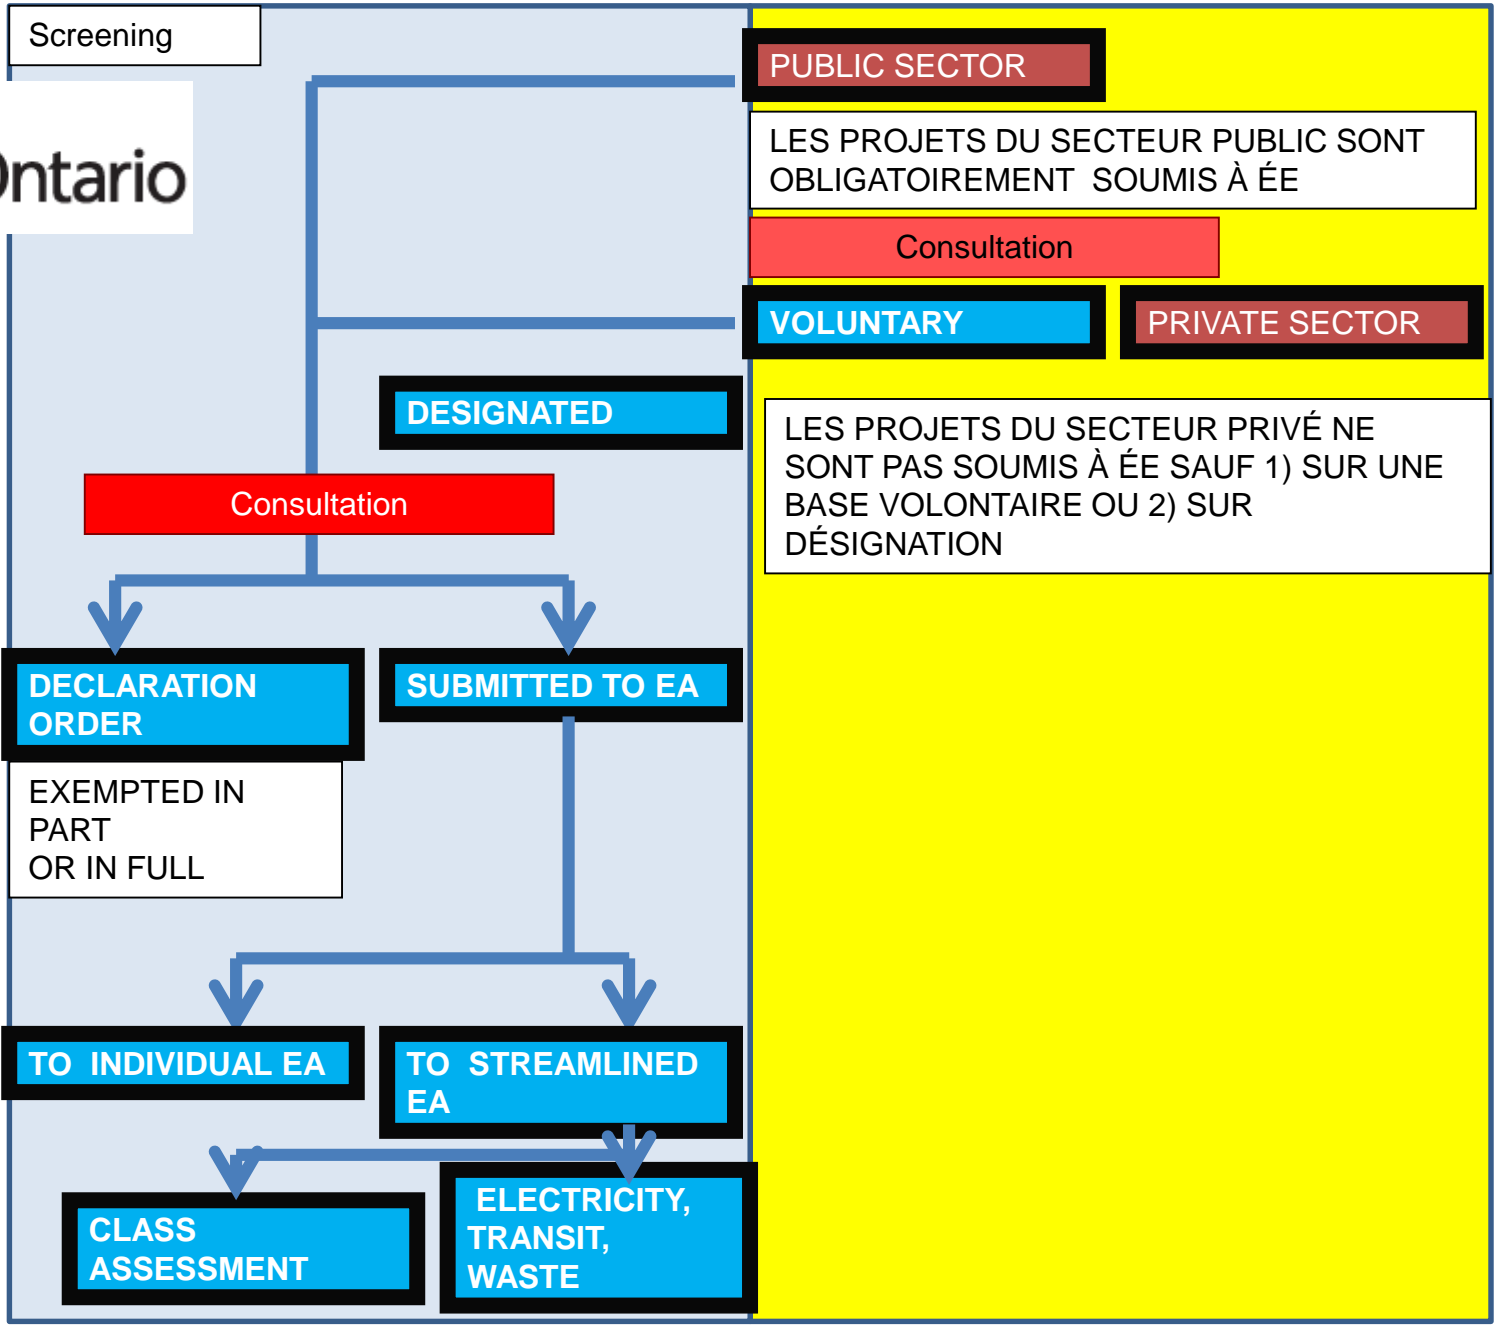 Screening
PUBLIC SECTOR
Ontario
LES PROJETS DU SECTEUR PUBLIC SONT
OBLIGATOIREMENT  SOUMIS À ÉE
Consultation
VOLUNTARY
PRIVATE SECTOR
DESIGNATED
LES PROJETS DU SECTEUR PRIVÉ NE
SONT PAS SOUMIS À ÉE SAUF 1) SUR UNE
BASE VOLONTAIRE OU 2) SUR
DÉSIGNATION
Consultation
DECLARATION
ORDER
SUBMITTED TO EA
EXEMPTED IN
PART
OR IN FULL
TO  INDIVIDUAL EA
TO  STREAMLINED
EA
CLASS
ASSESSMENT
ELECTRICITY,
TRANSIT,
WASTE